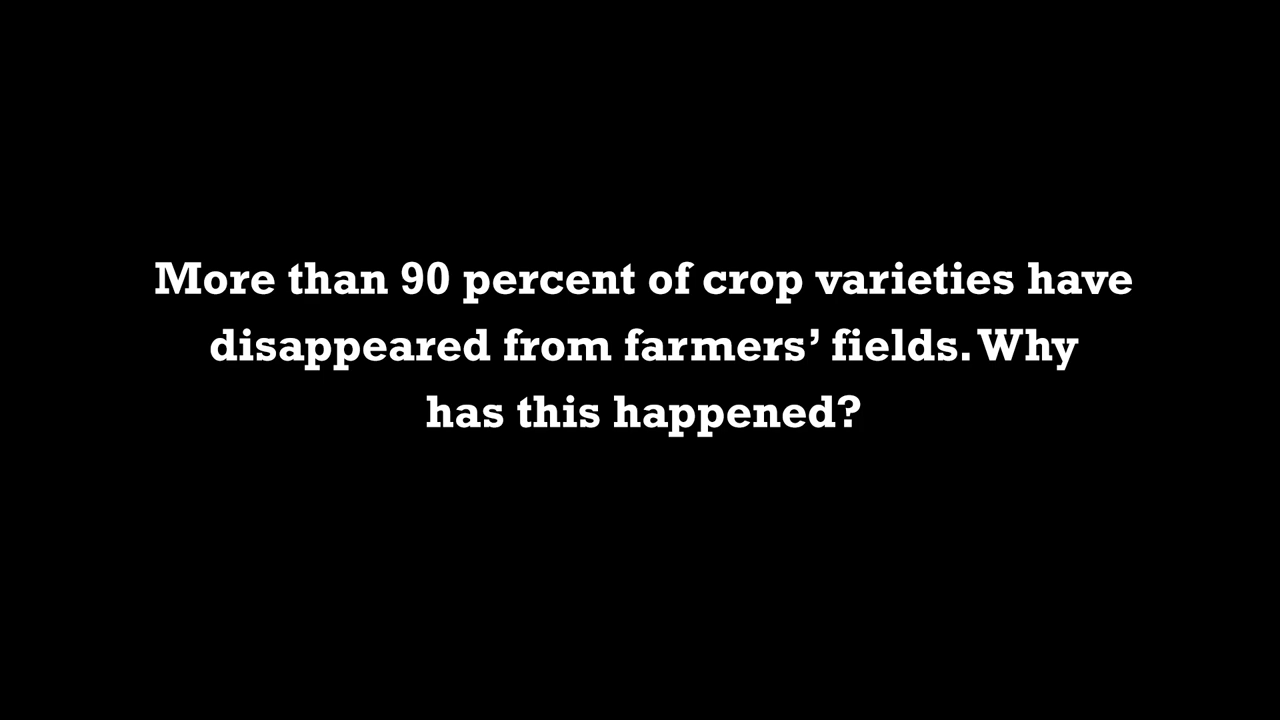 More than 90 percent of crop varieties have
disappeared from farmers’ fields. Why
has this happened?